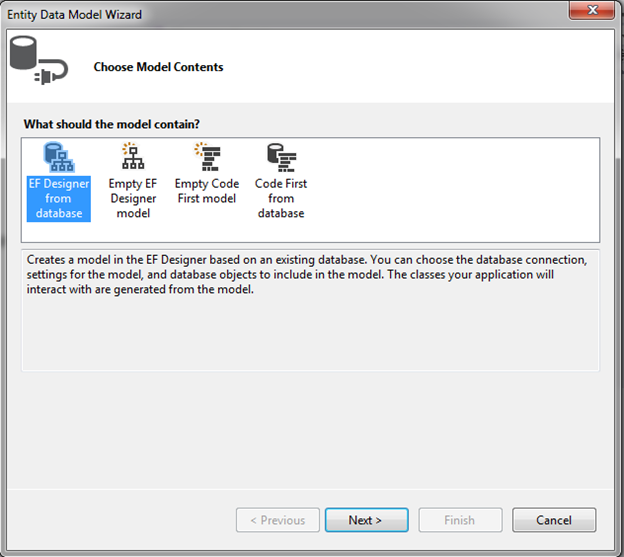 Entity Data Model Wizard
Choose Model Contents
What should the model contain?
EF Designer
from
database
Empty EF
Designer
model
Empty Code
First model
Code First
from
database
Creates a model in the EF Designer based on an existing database. You can choose the database connection,
settings for the model, and database objects to include in the model. The classes your application will
interact with are generated from the model.
< Previous
Next >
Finish
Cancel